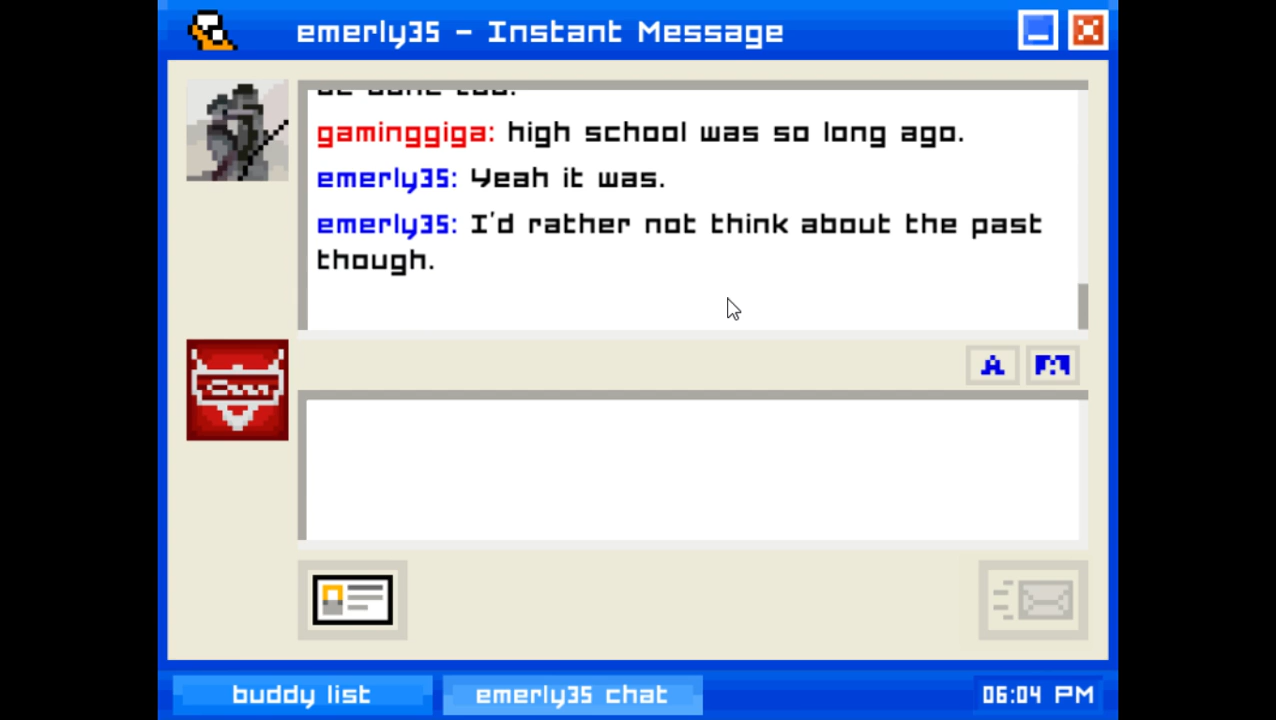 emerly35 - Instant Message
gaminggiga: high school was so long ago.
emerly35: Yeah it was.
emerly35: I'd rather not think about the past
though.
A
buddy list
emerly35 chat
06:04 PM